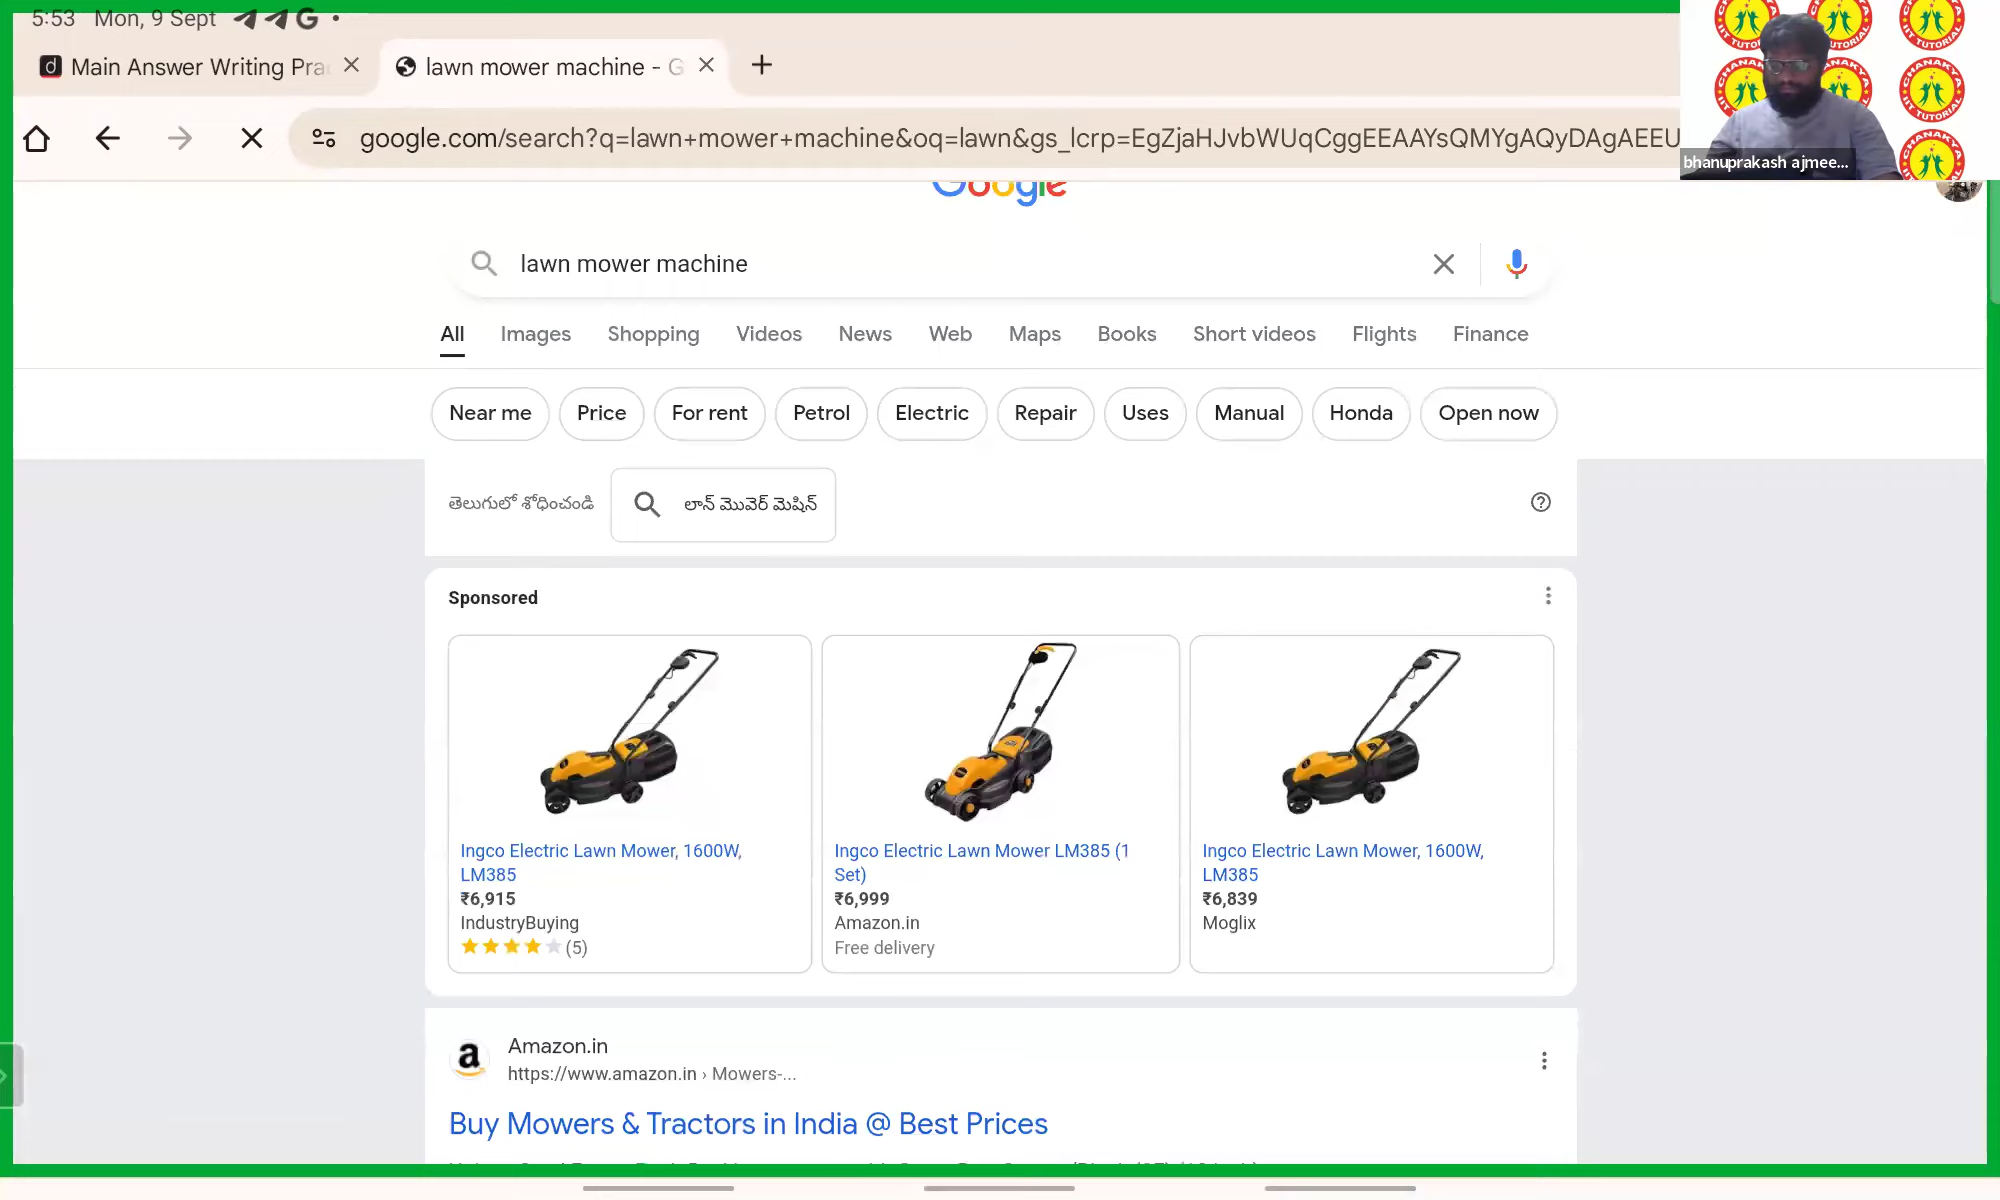 5:53 Mon, 9 Sept
Main Answer Writing Pra
lawn mower machine - G
google.com/search?q=lawn+mower+machine&oq=lawn&gs_lcrp=EgZjaHJvbWUqCggEEAAYsQMYgAQyDAgAEEU
bhanuprakash ajmee...
Google
lawn mower machine
All Images Shopping Videos News Web Maps Books Short videos Flights Finance
Near me Price For rent Petrol Electric Repair Uses Manual Honda Open now
తెలుగులో శోధించండి లాన్ మొవెర్ మెషిన్
Sponsored
Ingco Electric Lawn Mower, 1600W,
LM385
₹6,915
IndustryBuying
(5)
Ingco Electric Lawn Mower LM385 (1
Set)
₹6,999
Amazon.in
Free delivery
Ingco Electric Lawn Mower, 1600W,
LM385
₹6,839
Moglix
Amazon.in
https://www.amazon.in › Mowers-...
Buy Mowers & Tractors in India @ Best Prices
CHANAKYA
IIT TUTORIAL